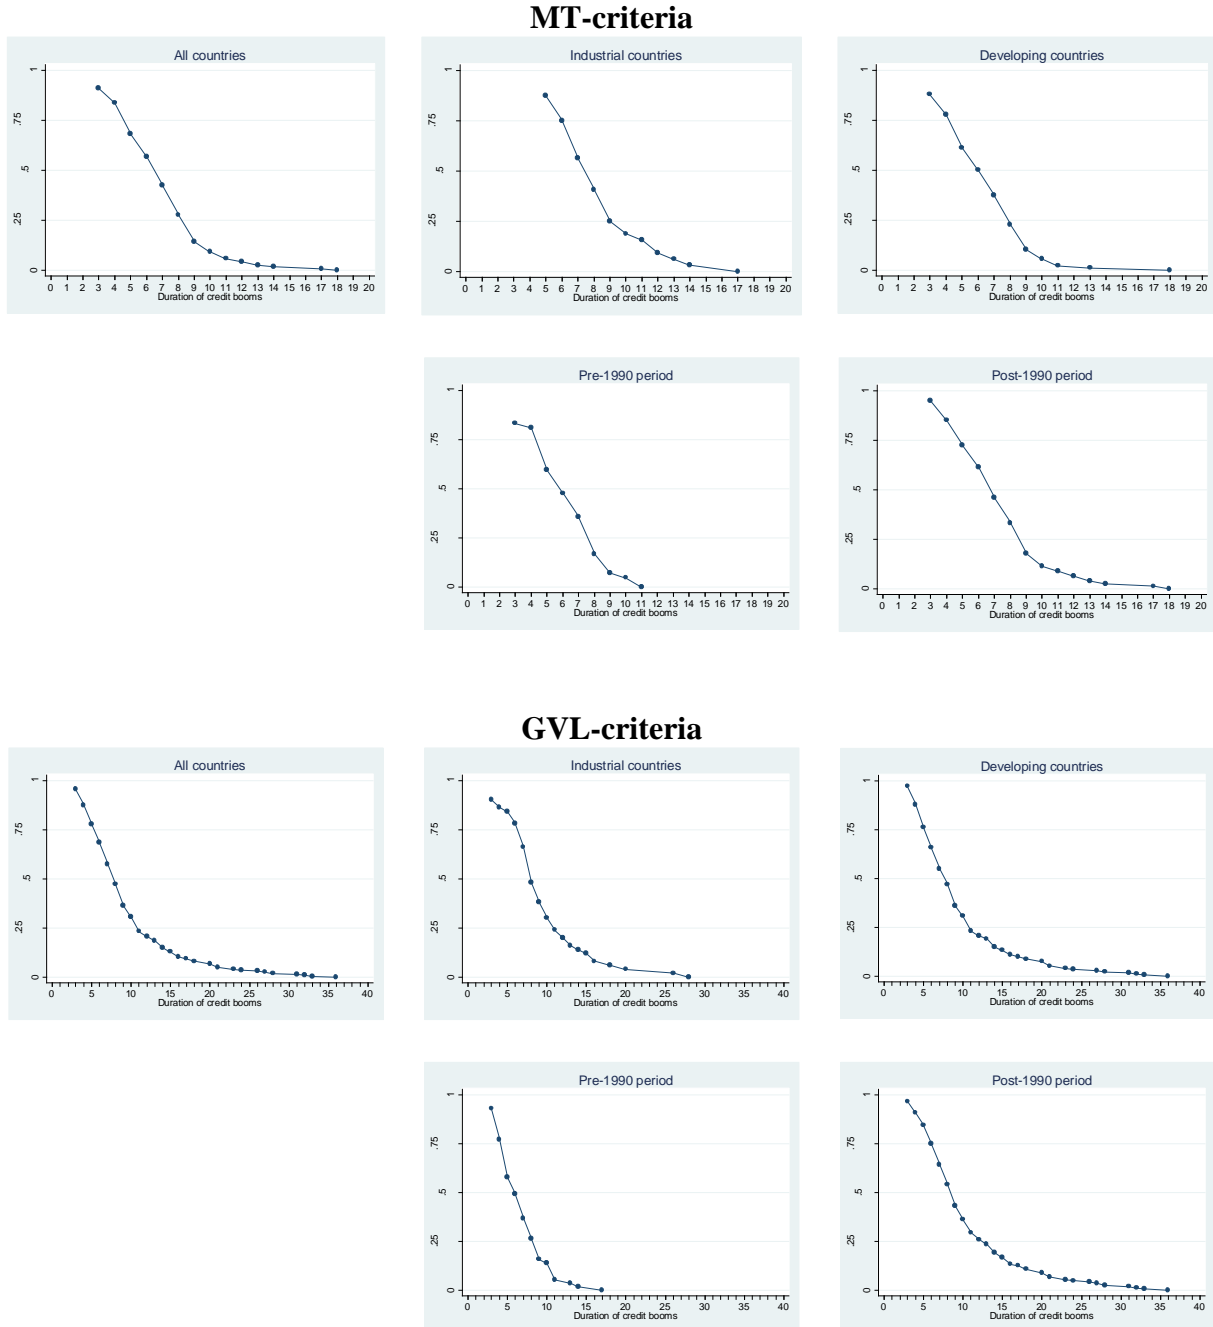 MT-criteria
All countries
1
.75
.5
.25
0
0 1 2 3 4 5 6 7 8 9 10 11 12 13 14 15 16 17 18 19 20
Duration of credit booms
Industrial countries
1
.75
.5
.25
0
0 1 2 3 4 5 6 7 8 9 10 11 12 13 14 15 16 17 18 19 20
Duration of credit booms
Developing countries
1
.75
.5
.25
0
0 1 2 3 4 5 6 7 8 9 10 11 12 13 14 15 16 17 18 19 20
Duration of credit booms
Pre-1990 period
1
.75
.5
.25
0
0 1 2 3 4 5 6 7 8 9 10 11 12 13 14 15 16 17 18 19 20
Duration of credit booms
Post-1990 period
1
.75
.5
.25
0
0 1 2 3 4 5 6 7 8 9 10 11 12 13 14 15 16 17 18 19 20
Duration of credit booms
GVL-criteria
All countries
1
.75
.5
.25
0
0 5 10 15 20 25 30 35 40
Duration of credit booms
Industrial countries
1
.75
.5
.25
0
0 5 10 15 20 25 30 35 40
Duration of credit booms
Developing countries
1
.75
.5
.25
0
0 5 10 15 20 25 30 35 40
Duration of credit booms
Pre-1990 period
1
.75
.5
.25
0
0 5 10 15 20 25 30 35 40
Duration of credit booms
Post-1990 period
1
.75
.5
.25
0
0 5 10 15 20 25 30 35 40
Duration of credit booms